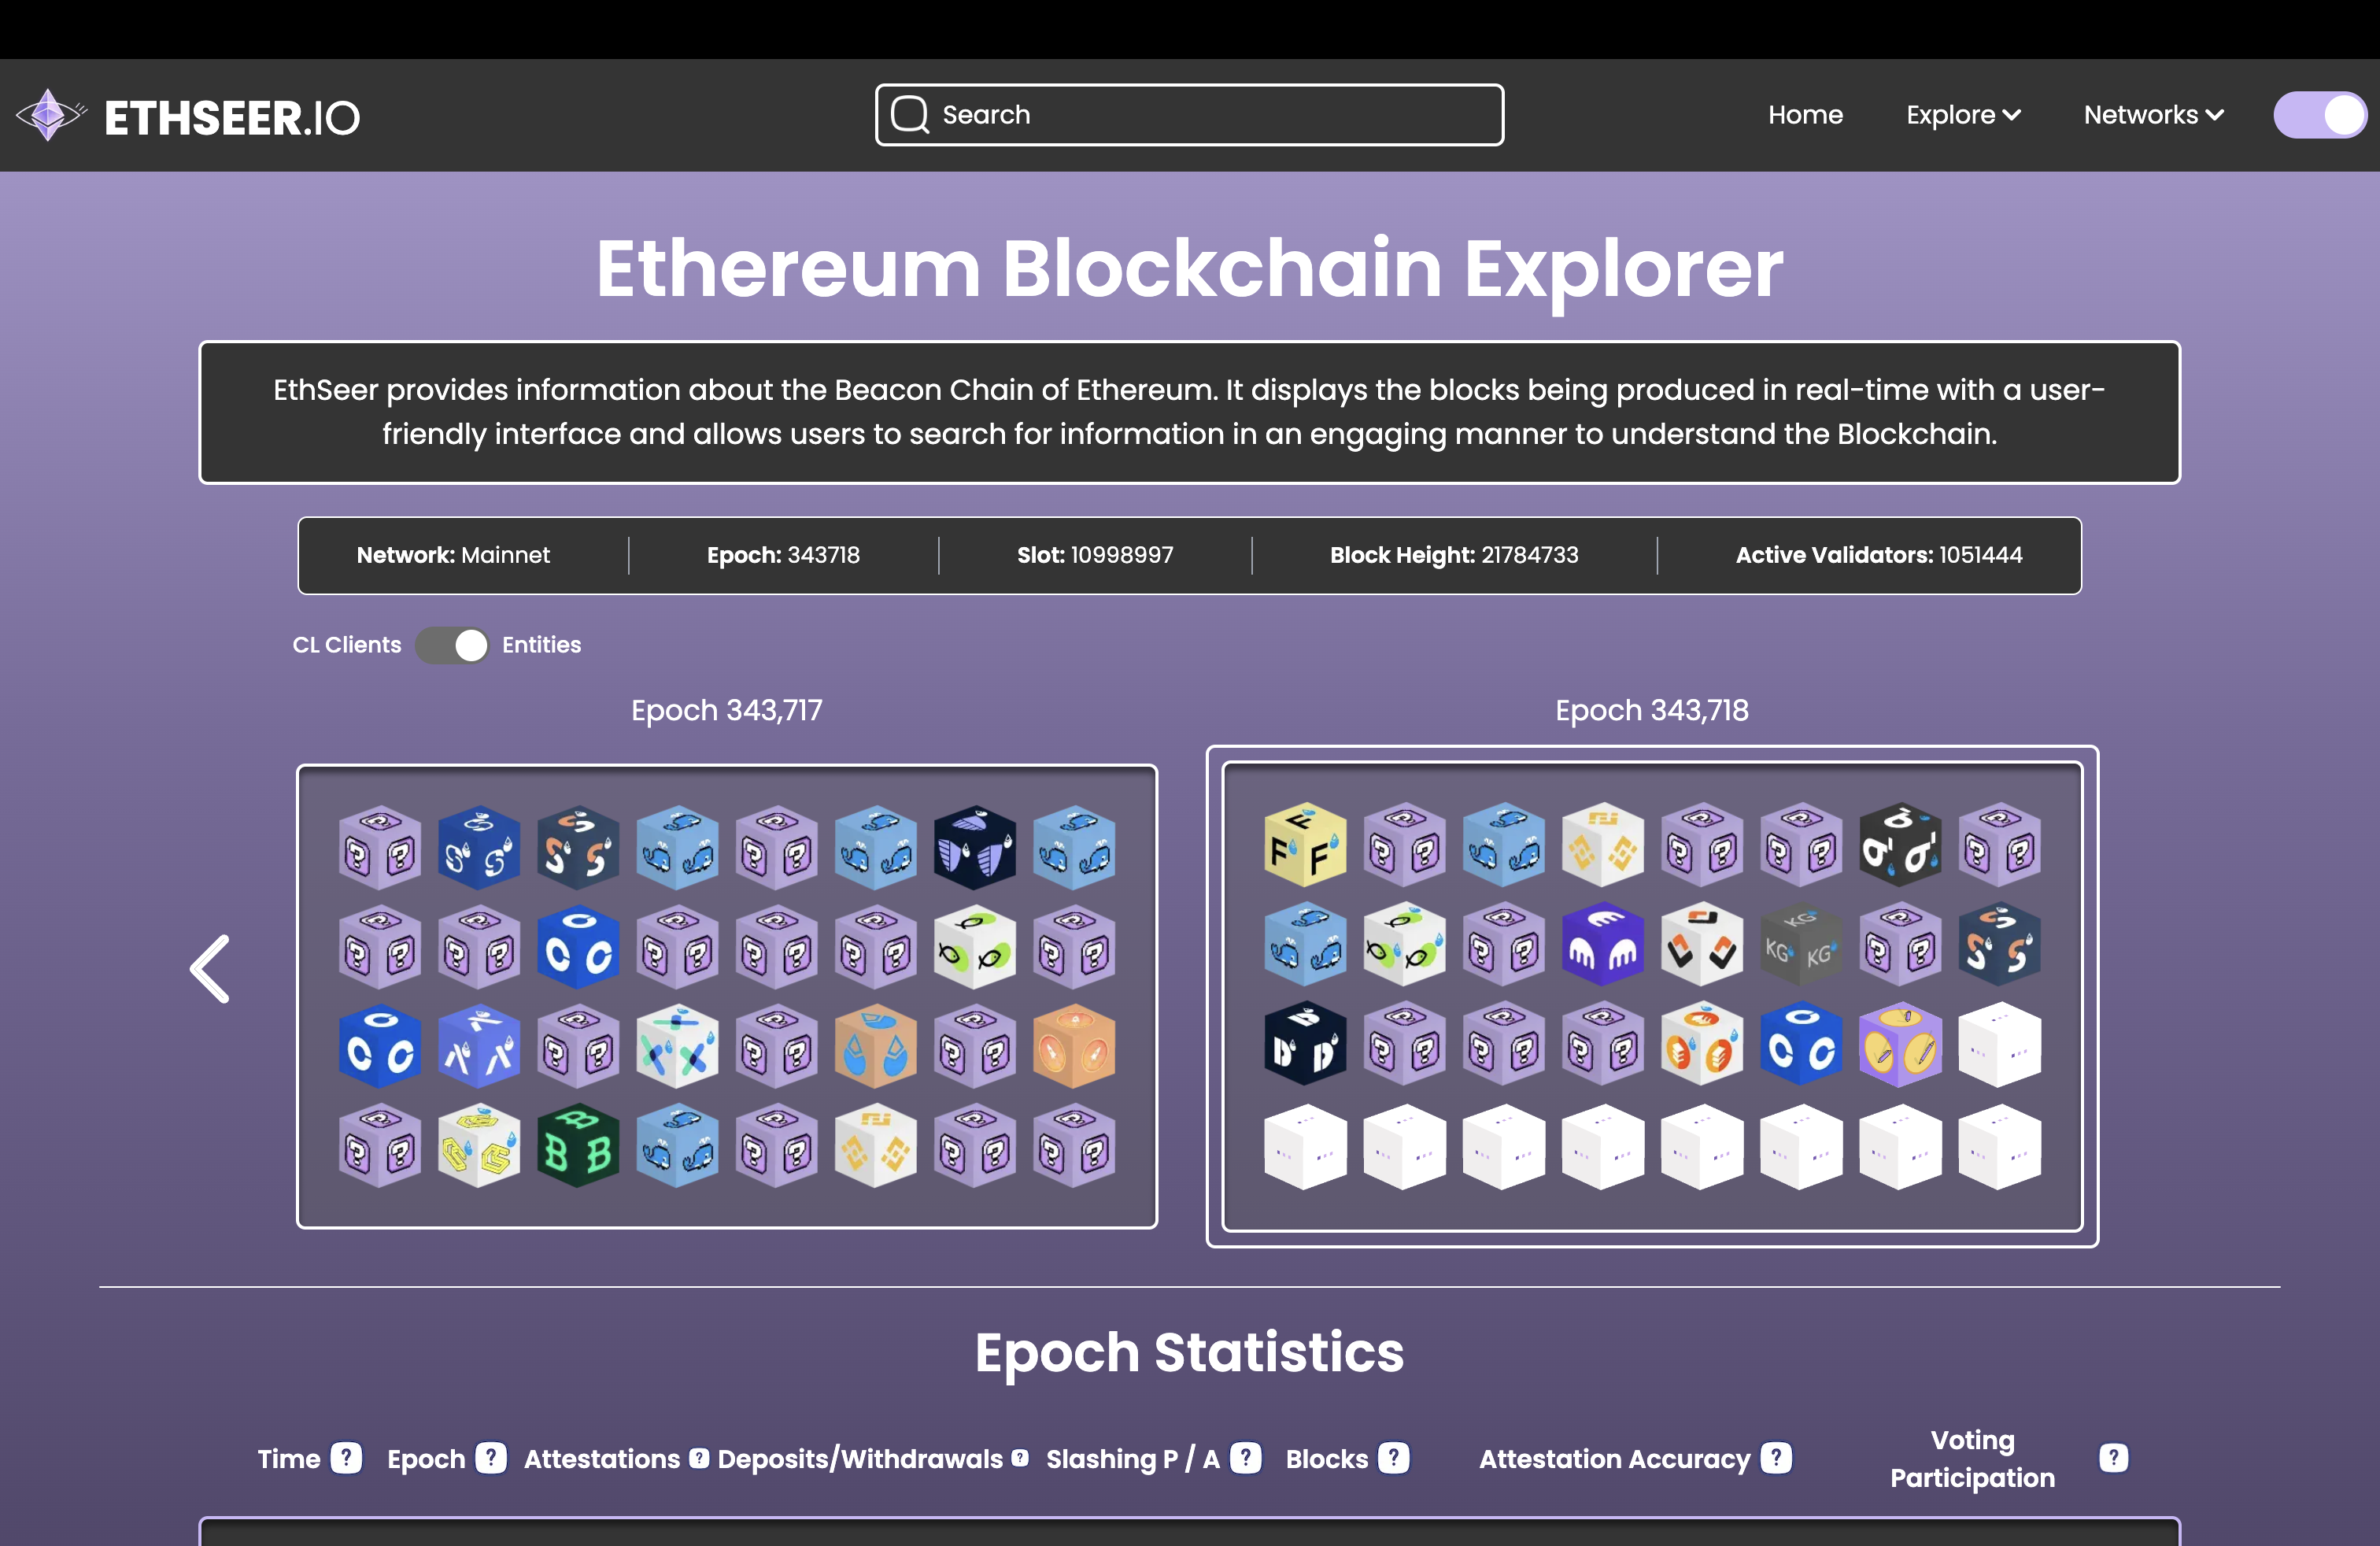 ETHSEER.IO
Search
Home
Explore
Networks
Ethereum Blockchain Explorer
EthSeer provides information about the Beacon Chain of Ethereum. It displays the blocks being produced in real-time with a user-
friendly interface and allows users to search for information in an engaging manner to understand the Blockchain.
Network: Mainnet
Epoch: 343718
Slot: 10998997
Block Height: 21784733
Active Validators: 1051444
CL Clients
Entities
Epoch 343,717
Epoch 343,718
Epoch Statistics
Time ?
Epoch ?
Attestations ?
Deposits/Withdrawals ?
Slashing P / A ?
Blocks ?
Attestation Accuracy ?
Voting
Participation ?